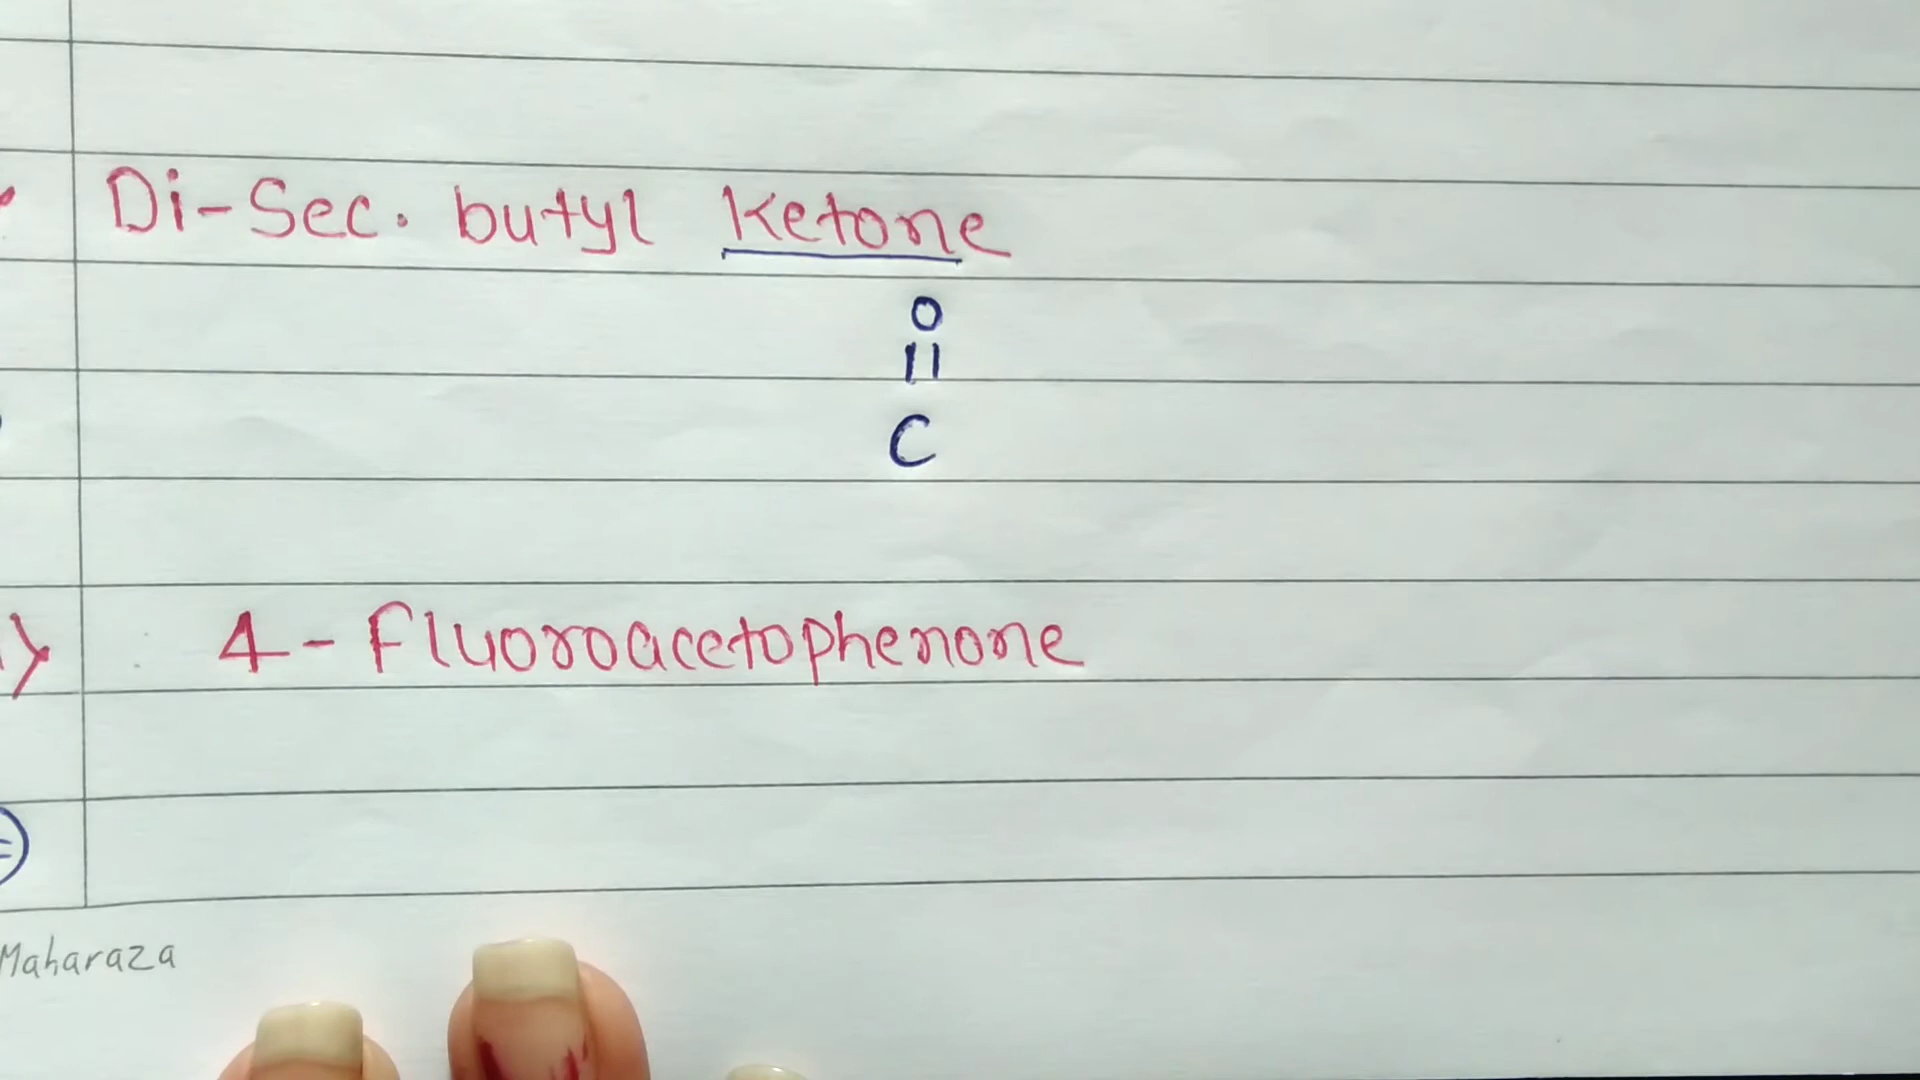 Di-Sec. butyl Ketone
O
||
C
4-Fluoroacetophenone
Maharaza